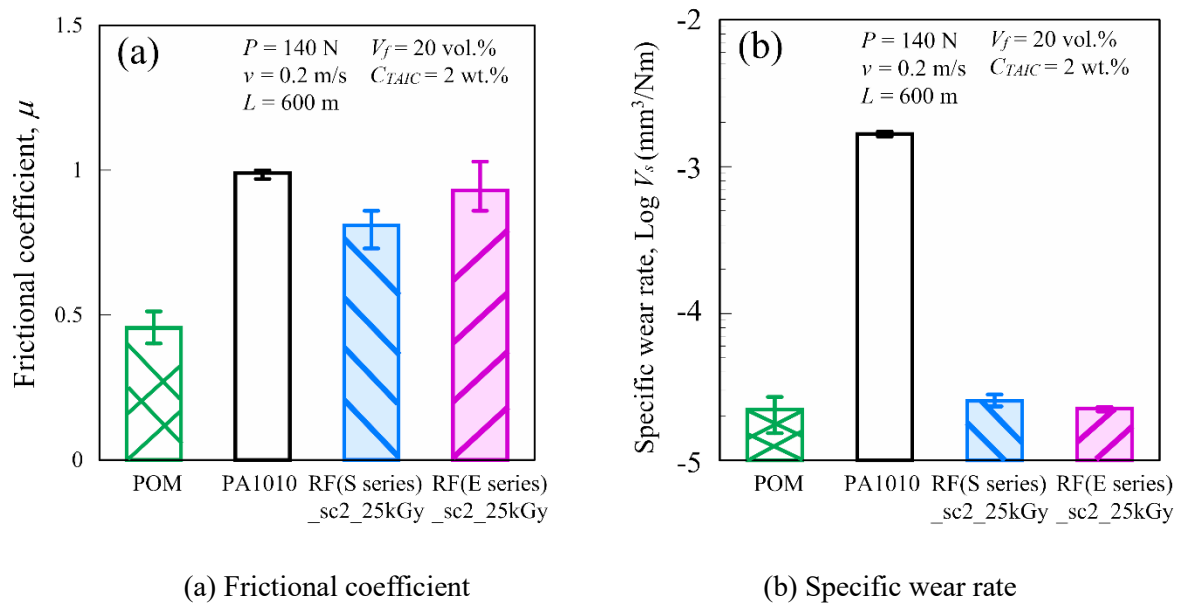 (a)
P = 140 N V_f = 20 vol.%
v = 0.2 m/s C_TAIC = 2 wt.%
L = 600 m
Frictional coefficient, μ
1.5
1
0.5
0
POM
PA1010
RF(S series)
_sc2_25kGy
RF(E series)
_sc2_25kGy
(a) Frictional coefficient
(b)
P = 140 N V_f = 20 vol.%
v = 0.2 m/s C_TAIC = 2 wt.%
L = 600 m
Specific wear rate, Log V_s (mm³/Nm)
-2
-3
-4
-5
POM
PA1010
RF(S series)
_sc2_25kGy
RF(E series)
_sc2_25kGy
(b) Specific wear rate